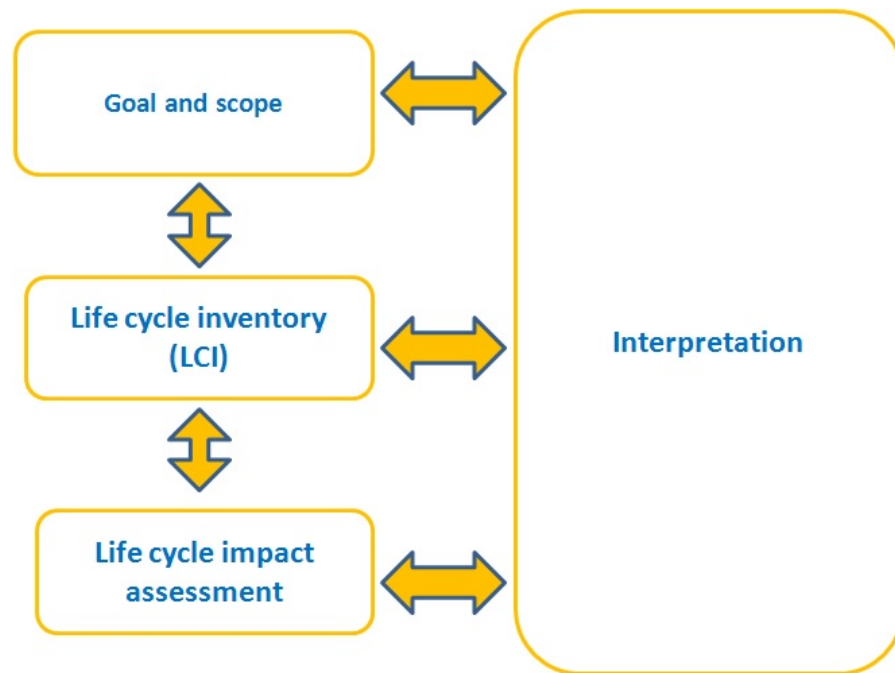 Goal and scope
Life cycle inventory
(LCI)
Interpretation
Life cycle impact
assessment